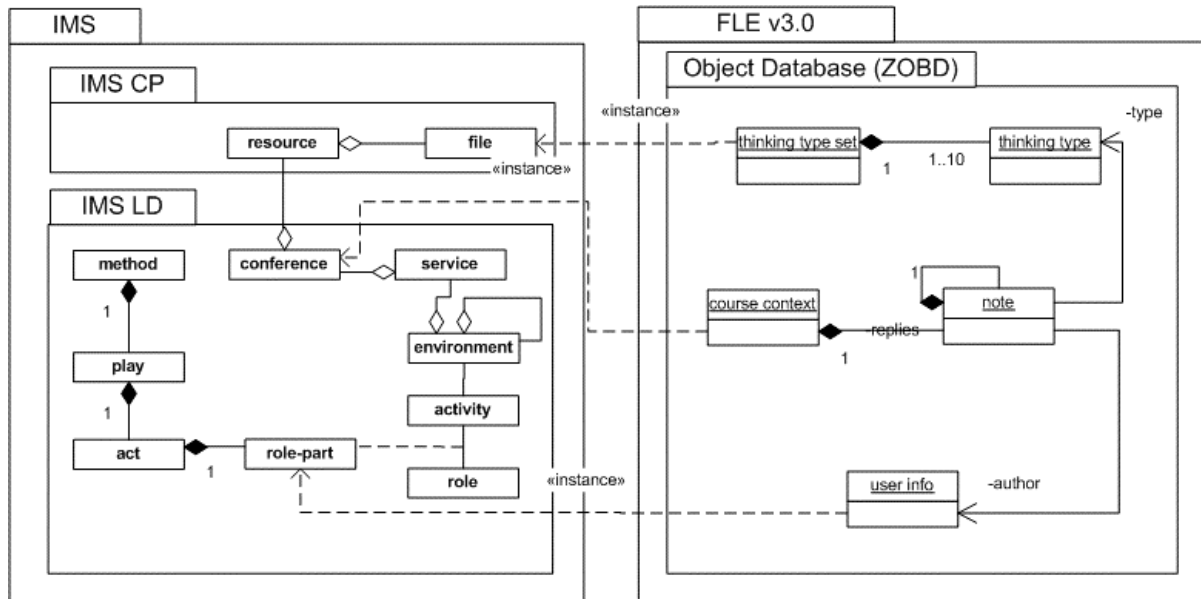 IMS
FLE v3.0
IMS CP
Object Database (ZOBD)
«instance»
-type
resource
file
thinking type set
thinking type
1
1..10
«instance»
IMS LD
method
conference
service
1
1
course context
note
-replies
1
environment
play
1
activity
act
1
role-part
role
«instance»
user info
-author